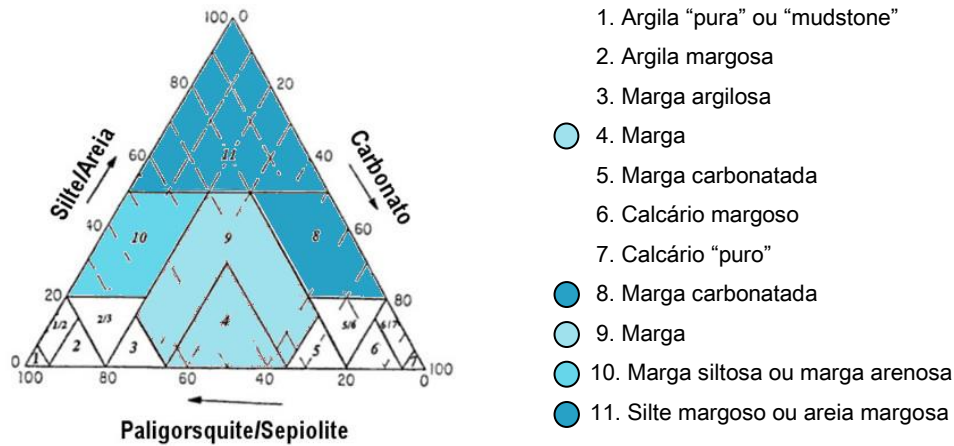 100 0
80 20
60 40
40 60
20 80
0 100
100 80 60 40 20 0
Silte/Areia
Carbonato
Paligorsquite/Sepiolite
11
10
9
8
1/2
2/3
5/6
6/7
1
2
3
4
5
6
7
1. Argila “pura” ou “mudstone”
2. Argila margosa
3. Marga argilosa
4. Marga
5. Marga carbonatada
6. Calcário margoso
7. Calcário “puro”
8. Marga carbonatada
9. Marga
10. Marga siltosa ou marga arenosa
11. Silte margoso ou areia margosa